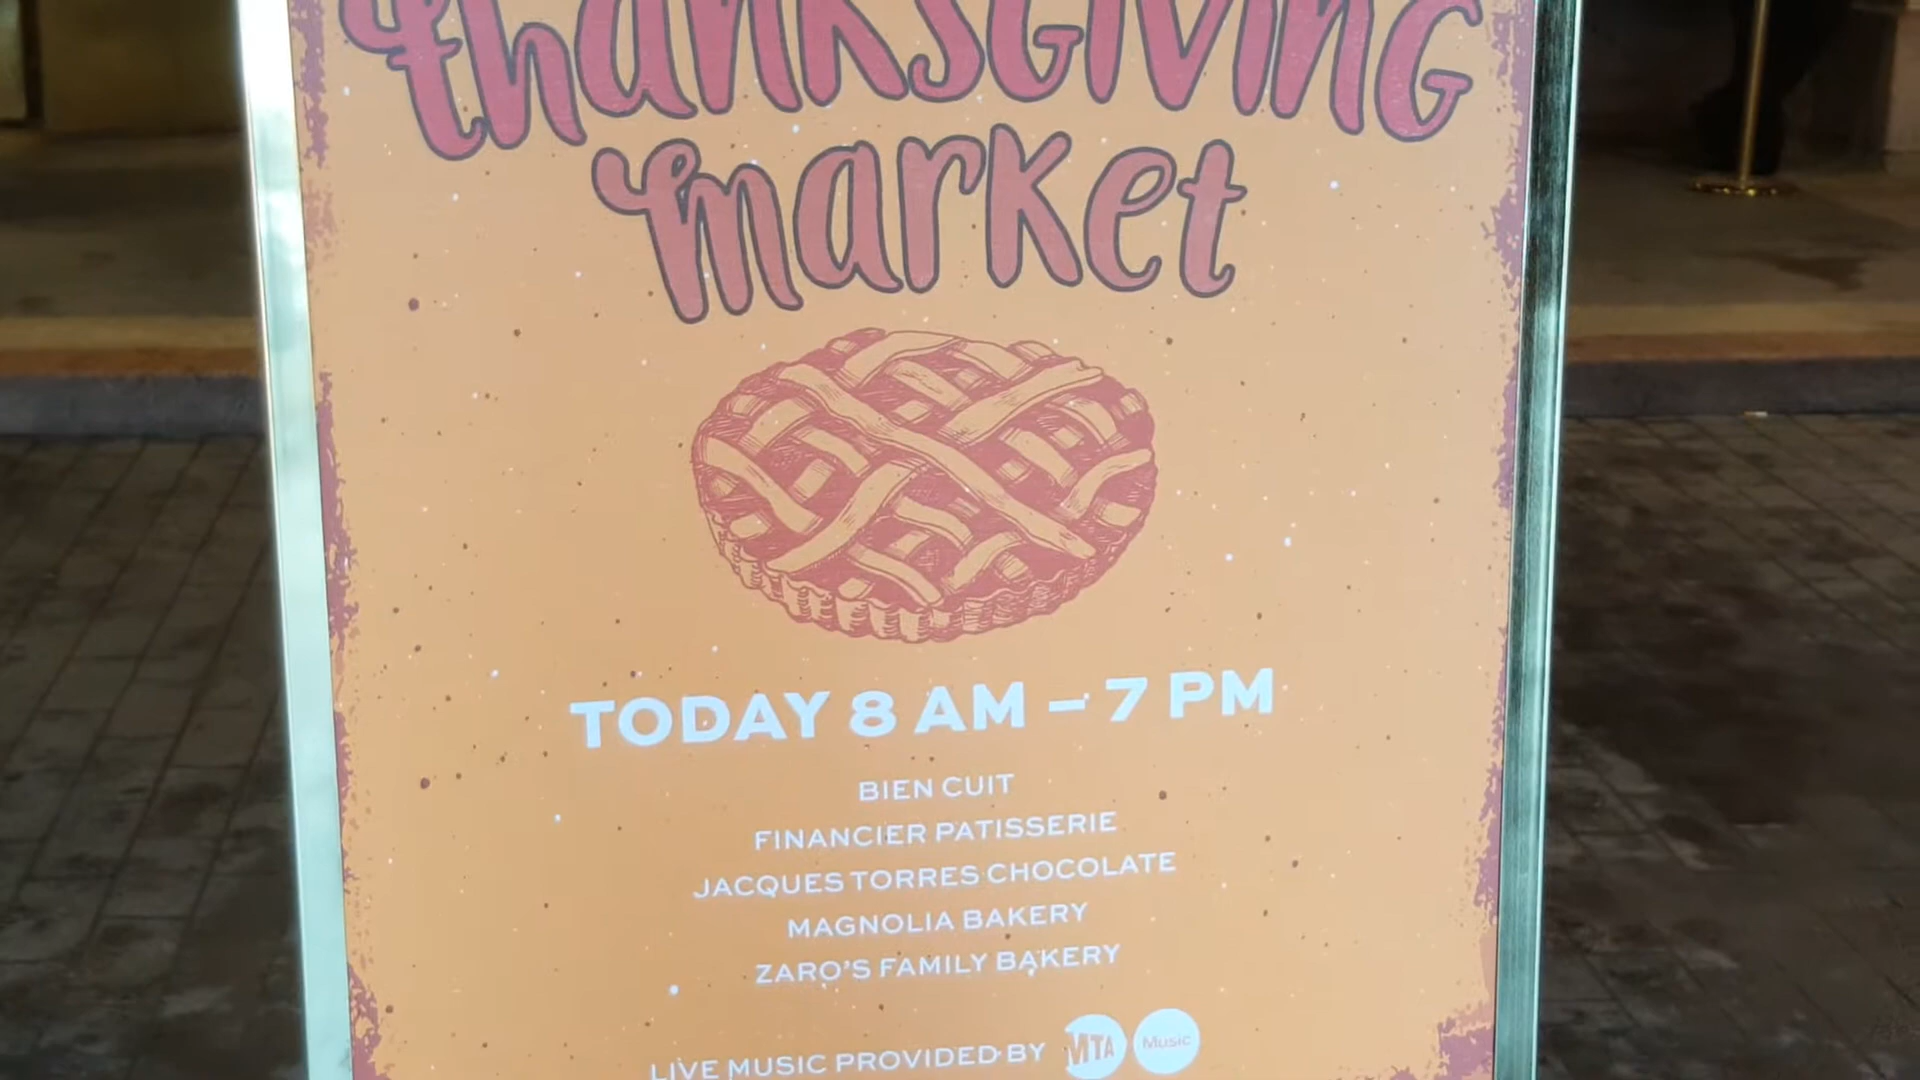 thanksGivinG
market
TODAY 8 AM – 7 PM
BIEN CUIT
FINANCIER PATISSERIE
JACQUES TORRES CHOCOLATE
MAGNOLIA BAKERY
ZARO'S FAMILY BAKERY
LIVE MUSIC PROVIDED BY MTA Music